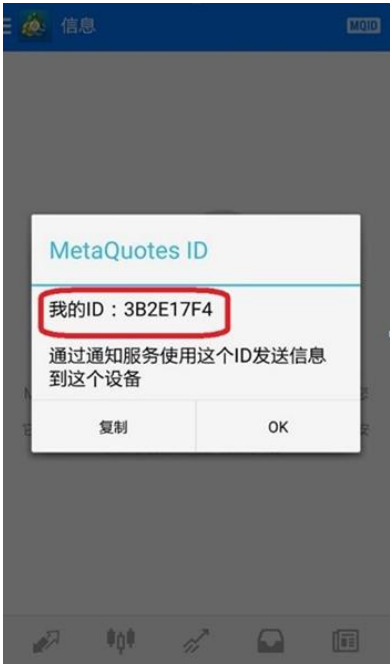 信息
MQID
MetaQuotes ID
我的ID：3B2E17F4
通过通知服务使用这个ID发送信息
到这个设备
复制
OK